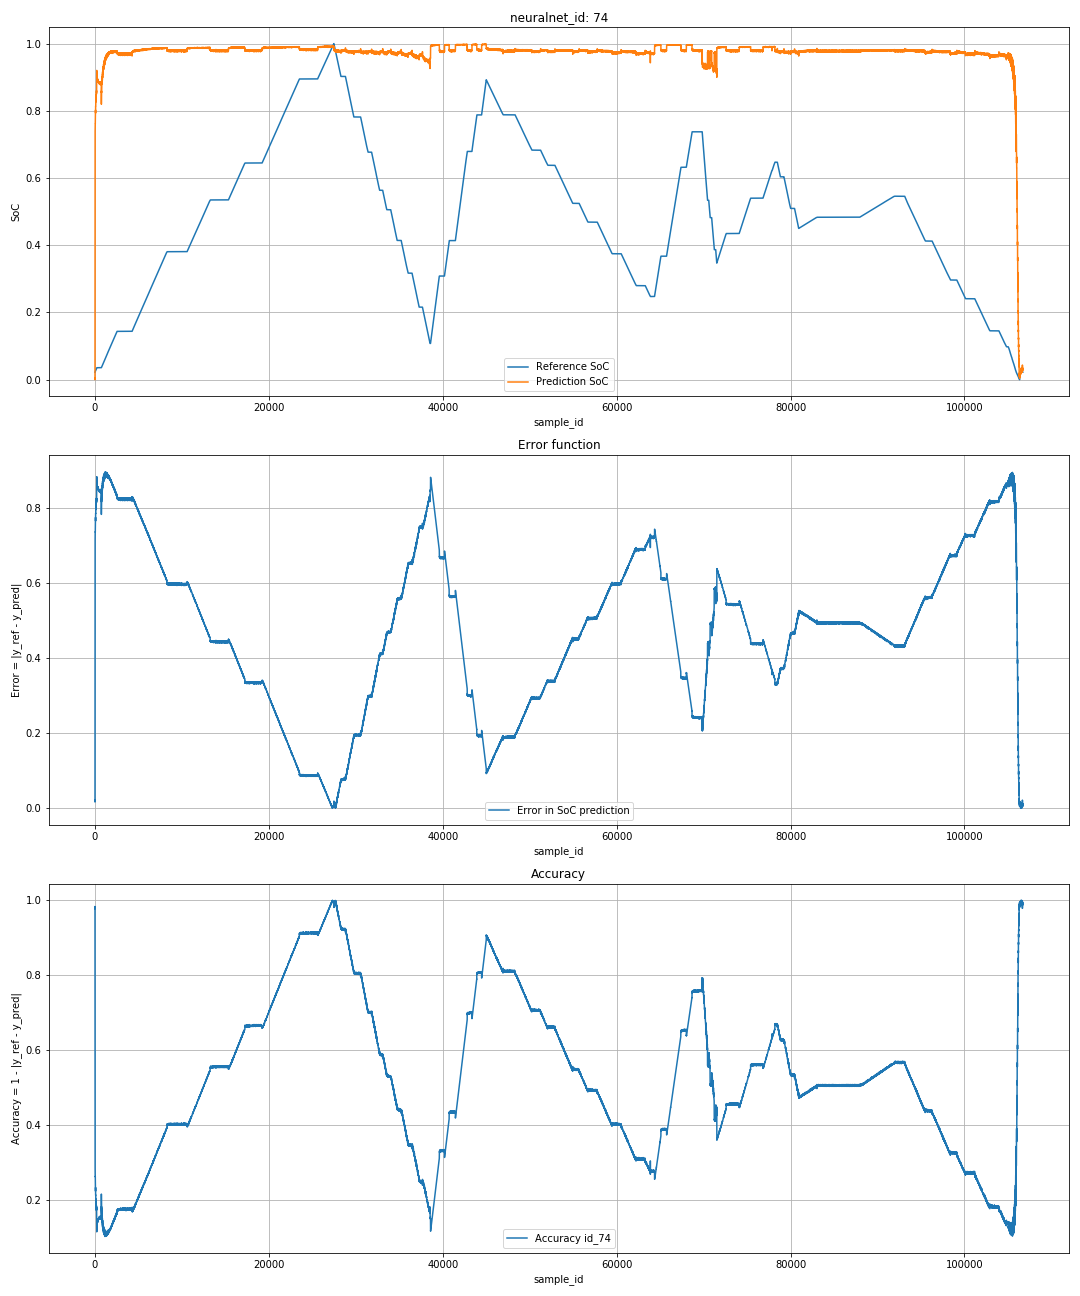 neuralnet_id: 74
1.0
0.8
0.6
0.4
0.2
0.0
SoC
Reference SoC
Prediction SoC
0 20000 40000 60000 80000 100000
sample_id
Error function
0.8
0.6
0.4
0.2
0.0
Error = |y_ref - y_pred|
Error in SoC prediction
0 20000 40000 60000 80000 100000
sample_id
Accuracy
1.0
0.8
0.6
0.4
0.2
Accuracy = 1 - |y_ref - y_pred|
Accuracy id_74
0 20000 40000 60000 80000 100000
sample_id